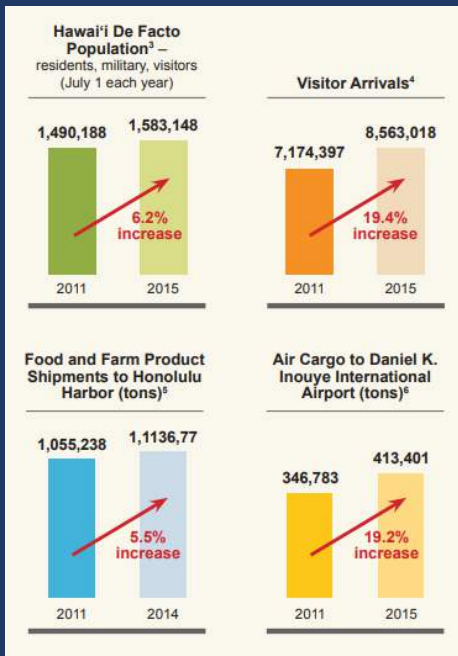 Hawai‘i De Facto
Population³ –
residents, military, visitors
(July 1 each year)
1,490,188
1,583,148
6.2%
increase
2011
2015
Visitor Arrivals⁴
7,174,397
8,563,018
19.4%
increase
2011
2015
Food and Farm Product
Shipments to Honolulu
Harbor (tons)⁵
1,055,238
1,1136,77
5.5%
increase
2011
2014
Air Cargo to Daniel K.
Inouye International
Airport (tons)⁶
346,783
413,401
19.2%
increase
2011
2015